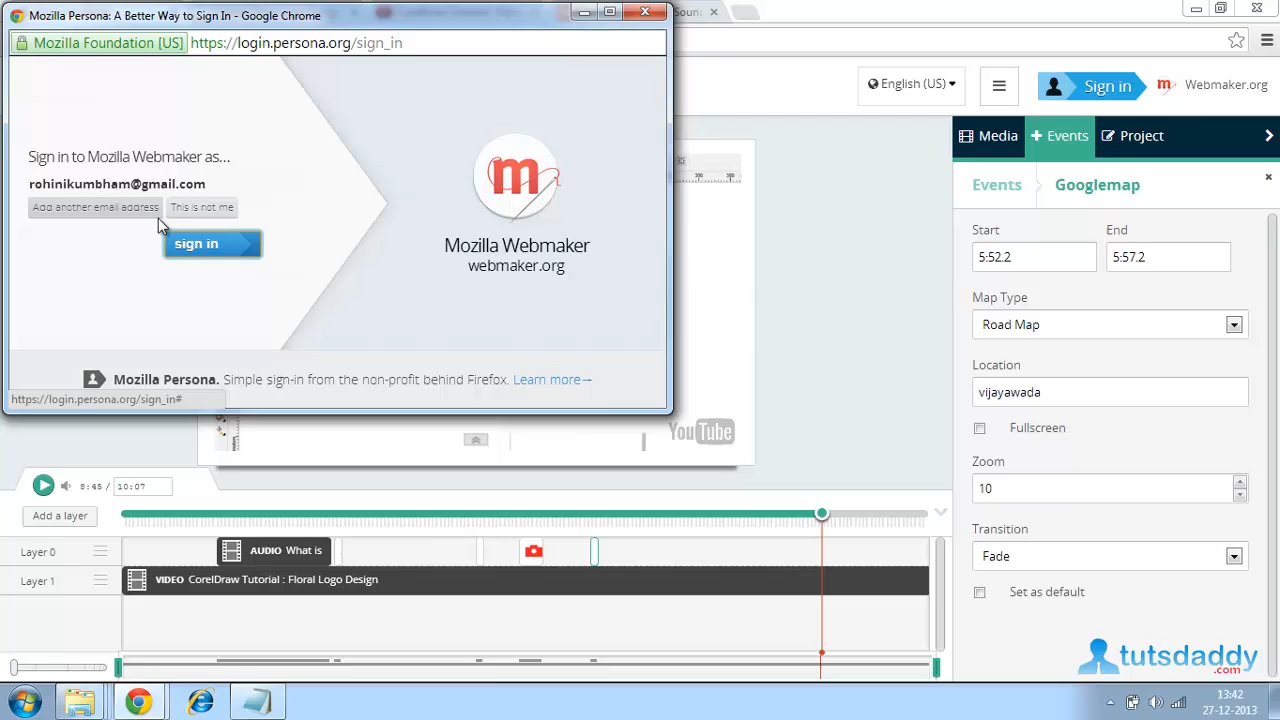 Mozilla Persona: A Better Way to Sign In - Google Chrome
Soun
Mozilla Foundation [US] https://login.persona.org/sign_in
English (US)
Sign in
Webmaker.org
Media
Events
Project
Sign in to Mozilla Webmaker as...
rohinikumbham@gmail.com
Add another email address
This is not me
sign in
m
Mozilla Webmaker
webmaker.org
Mozilla Persona. Simple sign-in from the non-profit behind Firefox. Learn more→
https://login.persona.org/sign_in#
300 350
YouTube
Events Googlemap
Start End
5:52.2 5:57.2
Map Type
Road Map
Location
vijayawada
Fullscreen
Zoom
10
Transition
Fade
Set as default
8:45 / 10:07
Add a layer
Layer 0 AUDIO What is
Layer 1 VIDEO CorelDraw Tutorial : Floral Logo Design
tutsdaddy
.com
13:42
27-12-2013